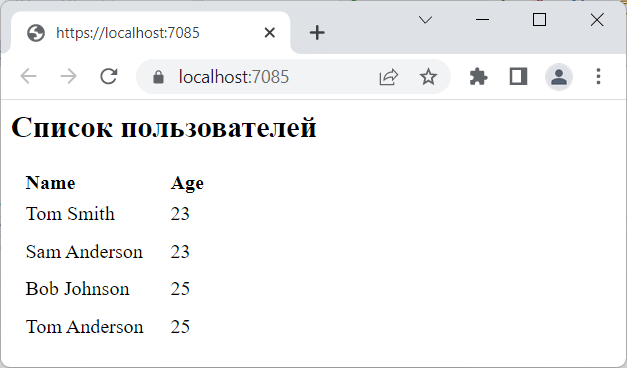 https://localhost:7085
localhost:7085
Список пользователей
Name Age
Tom Smith 23
Sam Anderson 23
Bob Johnson 25
Tom Anderson 25